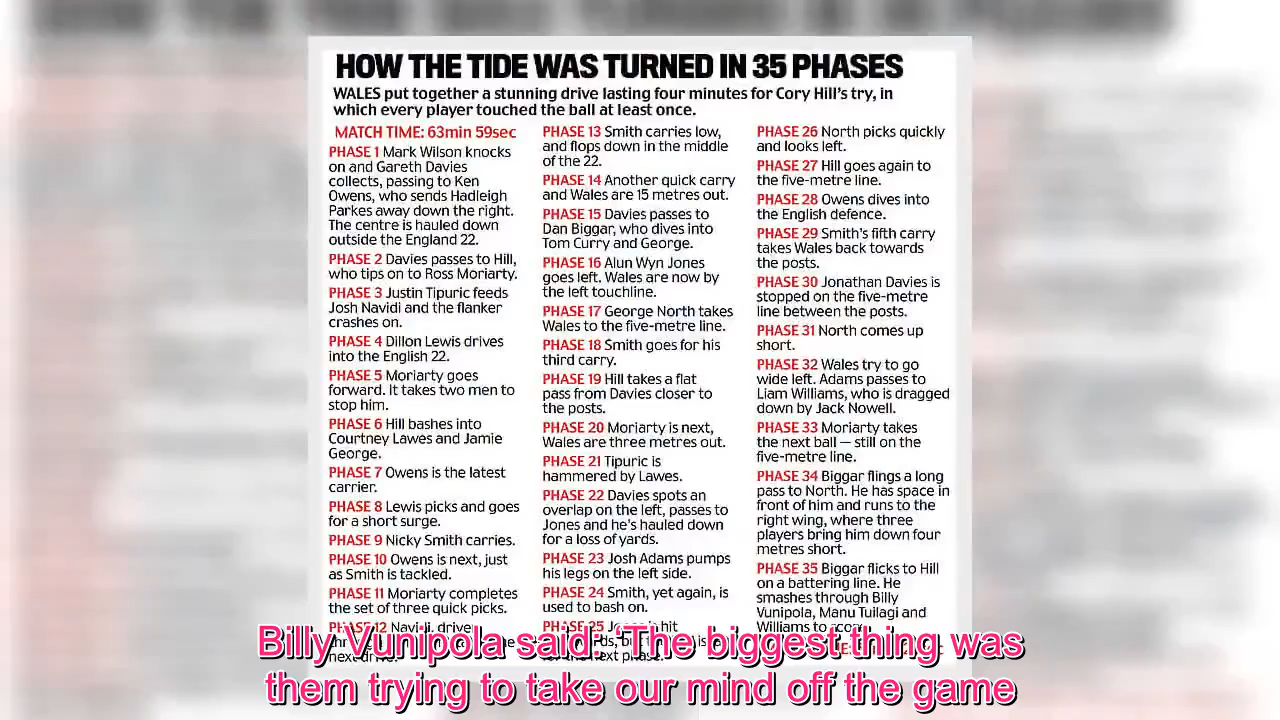 HOW THE TIDE WAS TURNED IN 35 PHASES
WALES put together a stunning drive lasting four minutes for Cory Hill's try, in
which every player touched the ball at least once.
MATCH TIME: 63min 59sec
PHASE 1 Mark Wilson knocks
on and Gareth Davies
collects, passing to Ken
Owens, who sends Hadleigh
Parkes away down the right.
The centre is hauled down
outside the England 22.
PHASE 2 Davies passes to Hill,
who tips on to Ross Moriarty.
PHASE 3 Justin Tipuric feeds
Josh Navidi and the flanker
crashes on.
PHASE 4 Dillon Lewis drives
into the English 22.
PHASE 5 Moriarty goes
forward. It takes two men to
stop him.
PHASE 6 Hill bashes into
Courtney Lawes and Jamie
George.
PHASE 7 Owens is the latest
carrier.
PHASE 8 Lewis picks and goes
for a short surge.
PHASE 9 Nicky Smith carries.
PHASE 10 Owens is next, just
as Smith is tackled.
PHASE 11 Moriarty completes
the set of three quick picks.
PHASE 12 Navidi
next drive.
PHASE 13 Smith carries low,
and flops down in the middle
of the 22.
PHASE 14 Another quick carry
and Wales are 15 metres out.
PHASE 15 Davies passes to
Dan Biggar, who dives into
Tom Curry and George.
PHASE 16 Alun Wyn Jones
goes left. Wales are now by
the left touchline.
PHASE 17 George North takes
Wales to the five-metre line.
PHASE 18 Smith goes for his
third carry.
PHASE 19 Hill takes a flat
pass from Davies closer to
the posts.
PHASE 20 Moriarty is next,
Wales are three metres out.
PHASE 21 Tipuric is
hammered by Lawes.
PHASE 22 Davies spots an
overlap on the left, passes to
Jones and he's hauled down
for a loss of yards.
PHASE 23 Josh Adams pumps
his legs on the left side.
PHASE 24 Smith, yet again, is
used to bash on.
PHASE 25 hit
for the next phase.
PHASE 26 North picks quickly
and looks left.
PHASE 27 Hill goes again to
the five-metre line.
PHASE 28 Owens dives into
the English defence.
PHASE 29 Smith's fifth carry
takes Wales back towards
the posts.
PHASE 30 Jonathan Davies is
stopped on the five-metre
line between the posts.
PHASE 31 North comes up
short.
PHASE 32 Wales try to go
wide left. Adams passes to
Liam Williams, who is dragged
down by Jack Nowell.
PHASE 33 Moriarty takes
the next ball — still on the
five-metre line.
PHASE 34 Biggar flings a long
pass to North. He has space in
front of him and runs to the
right wing, where three
players bring him down four
metres short.
PHASE 35 Biggar flicks to Hill
on a battering line. He
smashes through Billy
Vunipola, Manu Tuilagi and
Williams to score.
Billy Vunipola said: 'The biggest thing was
them trying to take our mind off the game